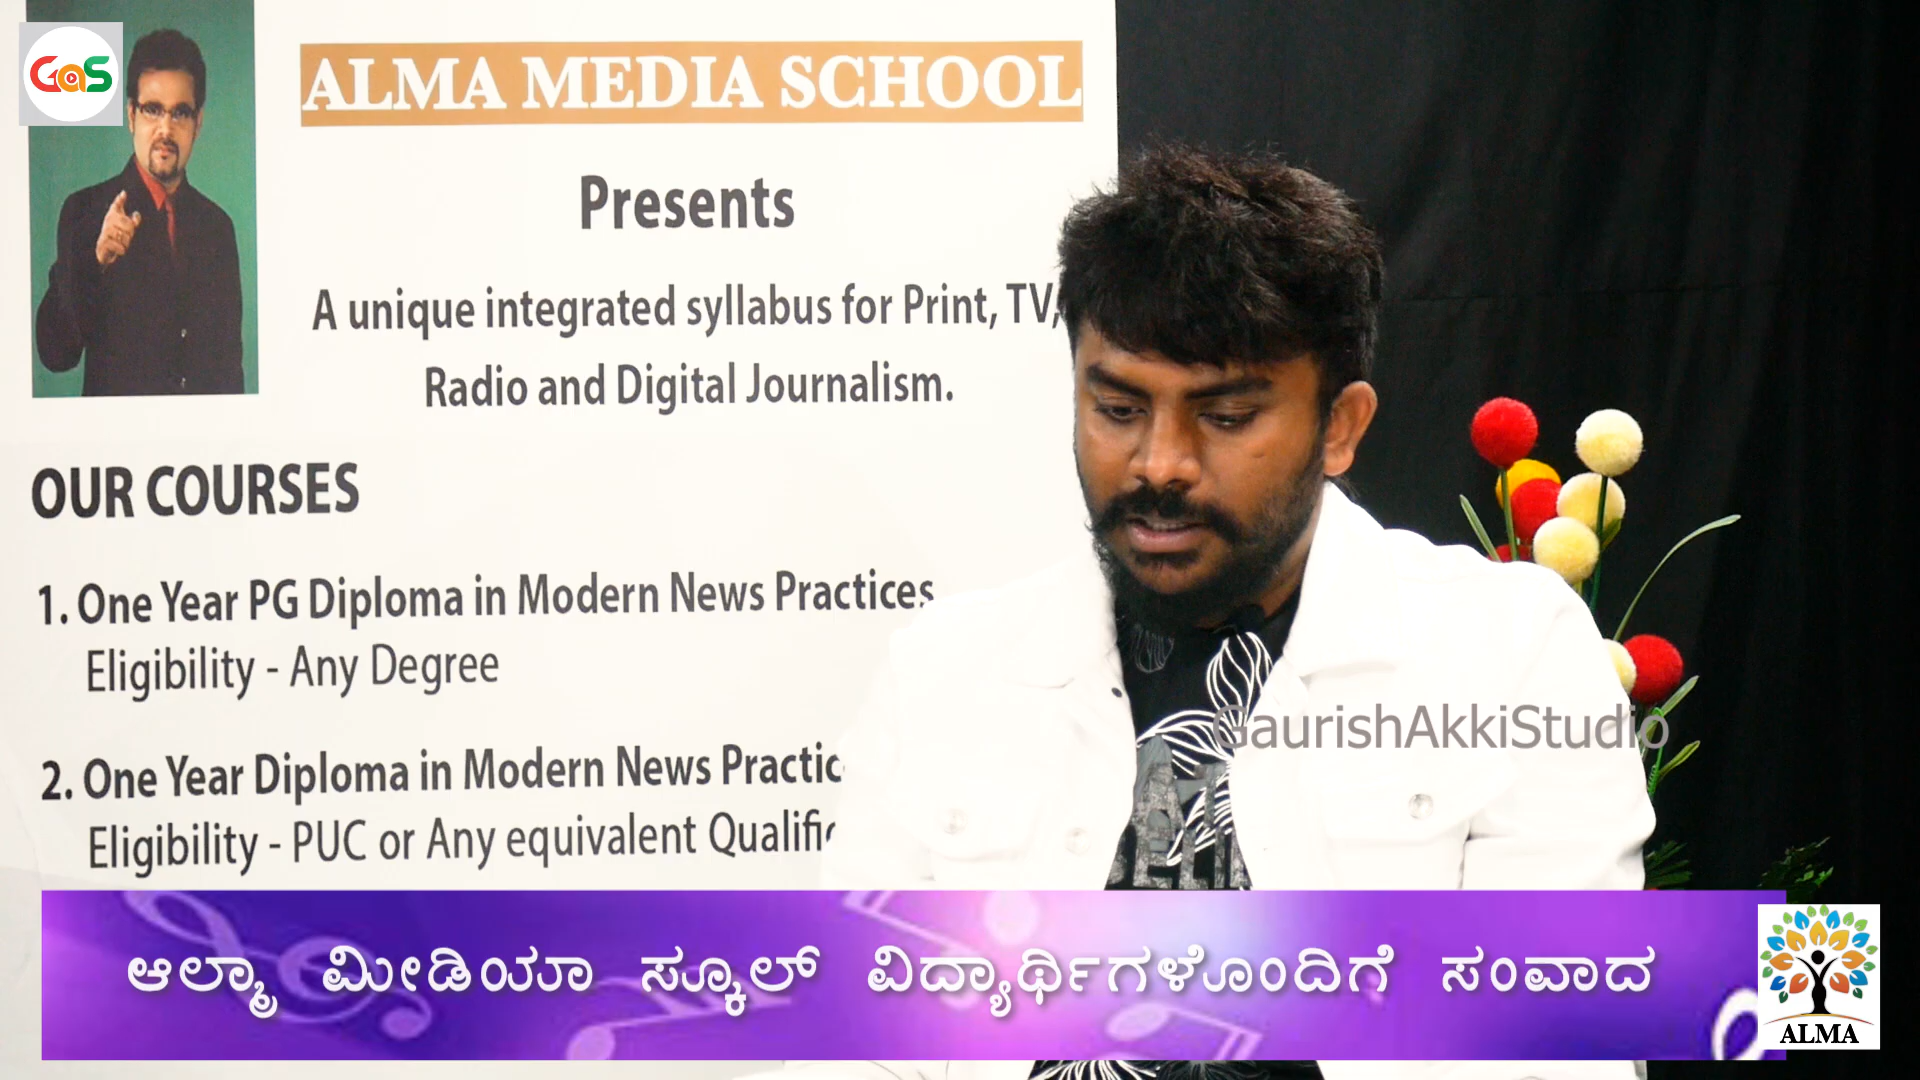 GaS
ALMA MEDIA SCHOOL
Presents
A unique integrated syllabus for Print, TV,
Radio and Digital Journalism.
OUR COURSES
1. One Year PG Diploma in Modern News Practices
Eligibility - Any Degree
2. One Year Diploma in Modern News Practic
Eligibility - PUC or Any equivalent Qualifi
GaurishAkkiStudio
ಆಲ್ಮಾ ಮೀಡಿಯಾ ಸ್ಕೂಲ್ ವಿದ್ಯಾರ್ಥಿಗಳೊಂದಿಗೆ ಸಂವಾದ
ALMA